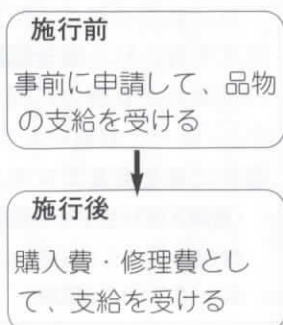 施行前
事前に申請して、品物
の支給を受ける
施行後
購入費・修理費とし
て、支給を受ける